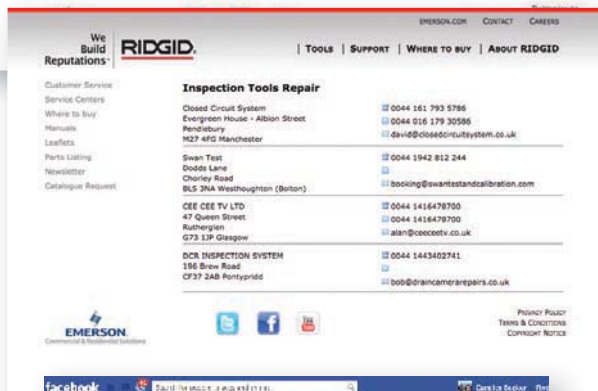 EMERSON.COM CONTACT CAREERS
We
Build
Reputations™
RIDGID.
| TOOLS | SUPPORT | WHERE TO BUY | ABOUT RIDGID
Customer Service
Service Centers
Where to buy
Manuals
Leaflets
Parts Listing
Newsletter
Catalogue Request
Inspection Tools Repair
Closed Circuit System
Evergreen House - Albion Street
Pendlebury
M27 4FG Manchester
0044 161 793 5786
0044 016 179 30586
david@closedcircuitsystem.co.uk
Swan Test
Dodds Lane
Chorley Road
BL5 3NA Westhoughton (Bolton)
0044 1942 812 244
booking@swantestandcalibration.com
CEE CEE TV LTD
47 Queen Street
Rutherglen
G73 1JP Glasgow
0044 1416478700
0044 1416478700
alan@ceeceetv.co.uk
DCR INSPECTION SYSTEM
196 Brew Road
CF37 2AB Pontypridd
0044 1443402741
bob@draincamerarepairs.co.uk
EMERSON.
Commercial & Residential Solutions
You
PRIVACY POLICY
TERMS & CONDITIONS
COPYRIGHT NOTICE
facebook